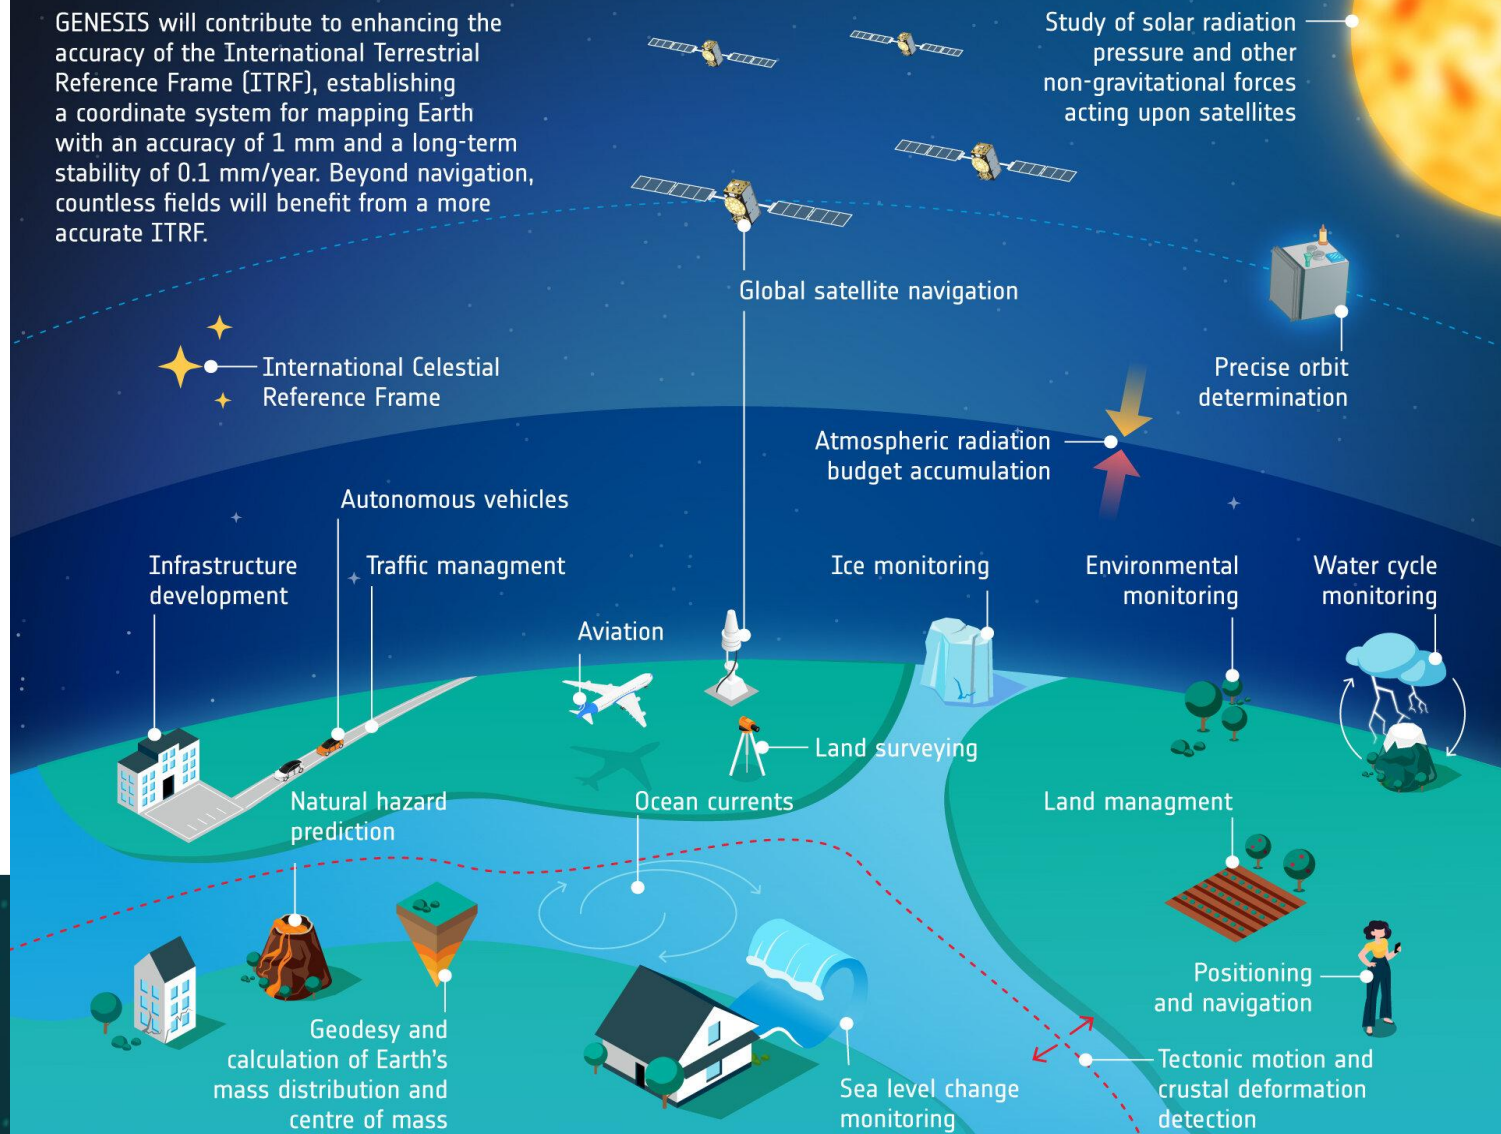 GENESIS will contribute to enhancing the
accuracy of the International Terrestrial
Reference Frame (ITRF), establishing
a coordinate system for mapping Earth
with an accuracy of 1 mm and a long-term
stability of 0.1 mm/year. Beyond navigation,
countless fields will benefit from a more
accurate ITRF.
Study of solar radiation
pressure and other
non-gravitational forces
acting upon satellites
Global satellite navigation
International Celestial
Reference Frame
Precise orbit
determination
Atmospheric radiation
budget accumulation
Autonomous vehicles
Infrastructure
development
Traffic managment
Ice monitoring
Environmental
monitoring
Water cycle
monitoring
Aviation
Land surveying
Natural hazard
prediction
Ocean currents
Land managment
Positioning
and navigation
Geodesy and
calculation of Earth's
mass distribution and
centre of mass
Sea level change
monitoring
Tectonic motion and
crustal deformation
detection